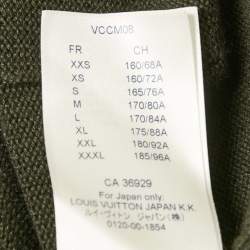 VCCM08
FR CH
XXS 160/68A
XS 160/72A
S 165/76A
M 170/80A
L 170/84A
XL 175/88A
XXL 180/92A
XXXL 185/96A
CA 36929
For Japan only:
LOUIS VUITTON JAPAN K.K.
ルイ・ヴィトン ジャパン(株)
0120-00-1854